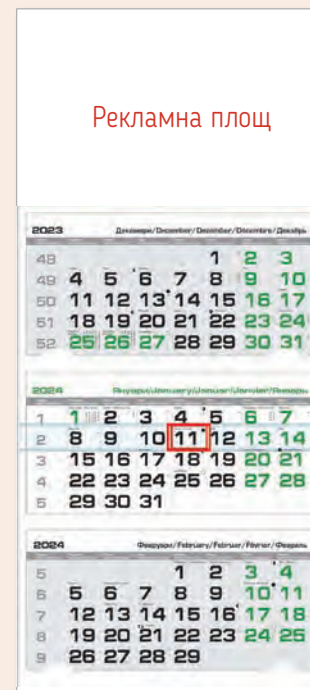 Рекламна площ
2023 Декември/December/Dezember/Décembre/Декабрь
48 1 2 3
49 4 5 6 7 8 9 10
50 11 12 13 14 15 16 17
51 18 19 20 21 22 23 24
52 25 26 27 28 29 30 31
2024 Януари/January/Januar/Janvier/Январь
1 1 2 3 4 5 6 7
2 8 9 10 11 12 13 14
3 15 16 17 18 19 20 21
4 22 23 24 25 26 27 28
5 29 30 31
2024 Февруари/February/Februar/Février/Февраль
5 1 2 3 4
6 5 6 7 8 9 10 11
7 12 13 14 15 16 17 18
8 19 20 21 22 23 24 25
9 26 27 28 29